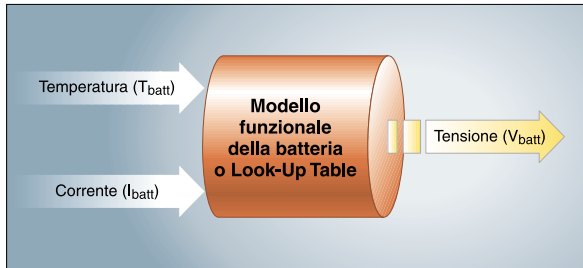 Temperatura (Tbatt)
Modello
funzionale
della batteria
o Look-Up Table
Tensione (Vbatt)
Corrente (Ibatt)